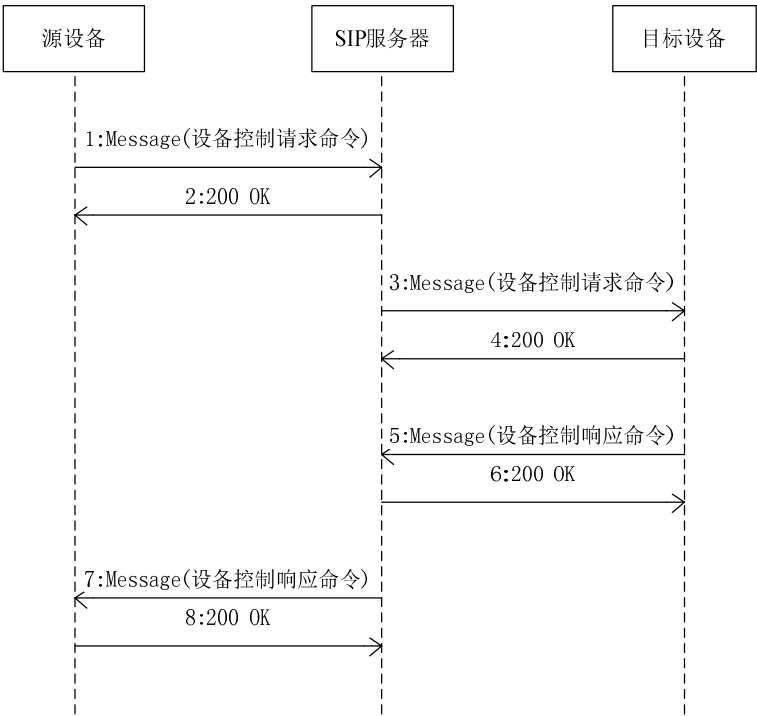 源设备
SIP服务器
目标设备
1:Message(设备控制请求命令)
2:200 OK
3:Message(设备控制请求命令)
4:200 OK
5:Message(设备控制响应命令)
6:200 OK
7:Message(设备控制响应命令)
8:200 OK